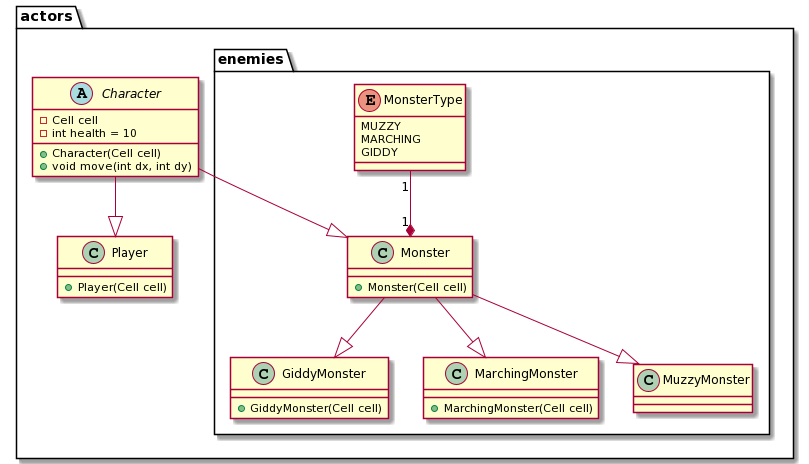 actors
enemies
A Character
Cell cell
int health = 10
Character(Cell cell)
void move(int dx, int dy)
E MonsterType
MUZZY
MARCHING
GIDDY
1
1
C Player
Player(Cell cell)
C Monster
Monster(Cell cell)
C GiddyMonster
GiddyMonster(Cell cell)
C MarchingMonster
MarchingMonster(Cell cell)
C MuzzyMonster